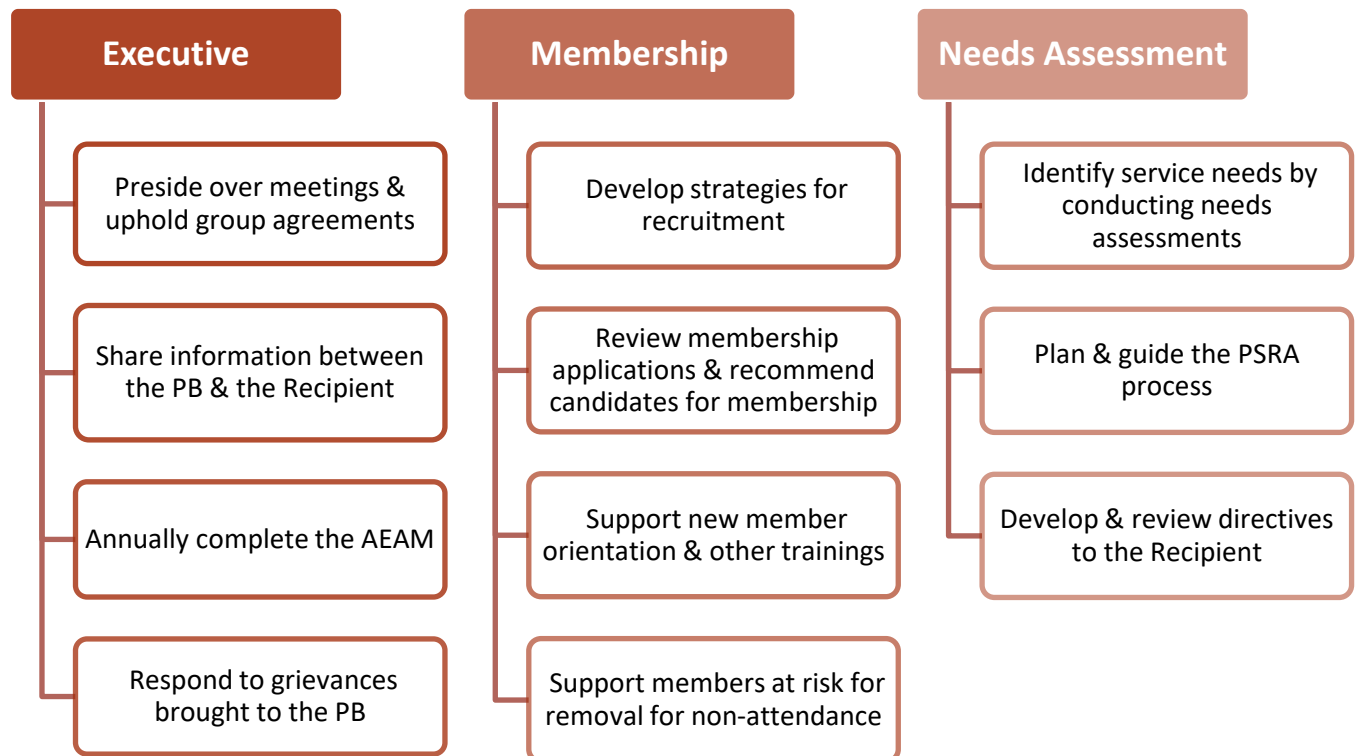 Executive
Preside over meetings &
uphold group agreements
Share information between
the PB & the Recipient
Annually complete the AEAM
Respond to grievances
brought to the PB
Membership
Develop strategies for
recruitment
Review membership
applications & recommend
candidates for membership
Support new member
orientation & other trainings
Support members at risk for
removal for non-attendance
Needs Assessment
Identify service needs by
conducting needs
assessments
Plan & guide the PSRA
process
Develop & review directives
to the Recipient